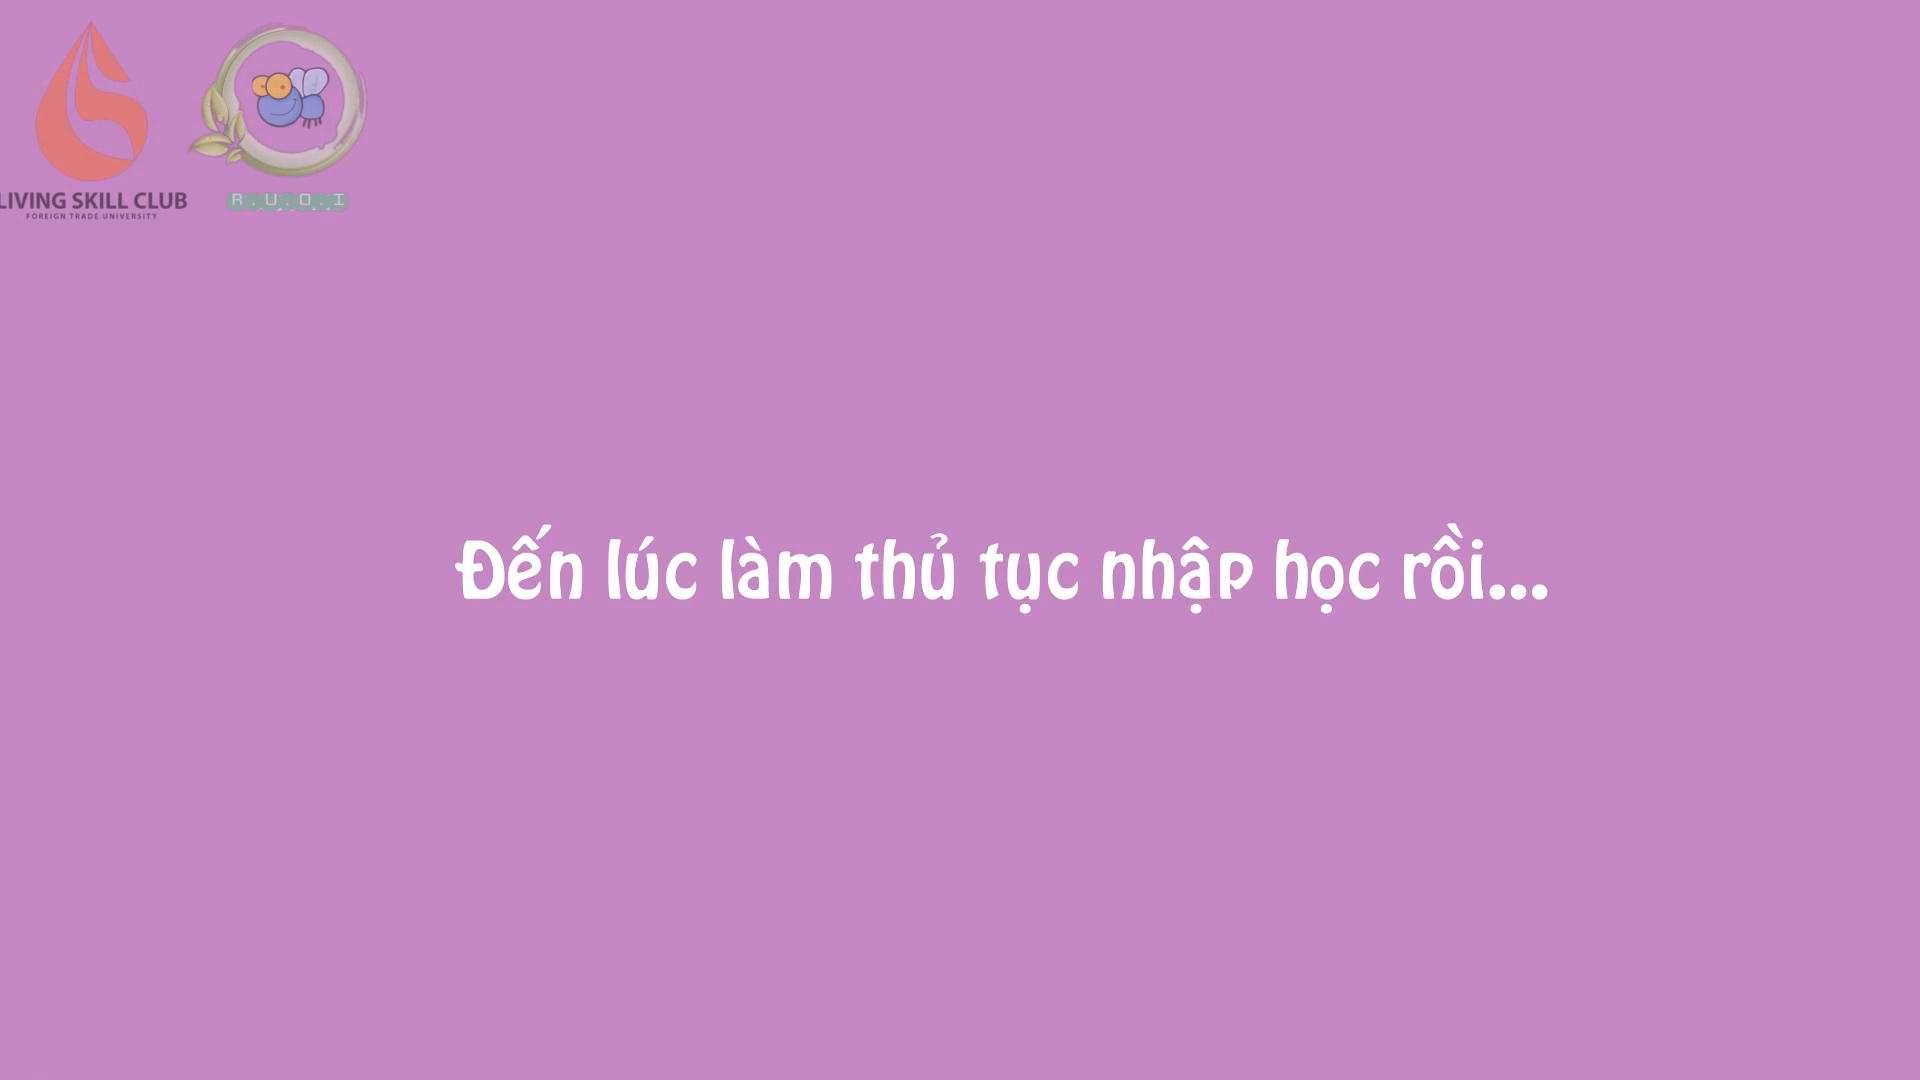 LIVING SKILL CLUB
FOREIGN TRADE UNIVERSITY
R.U.O.I
Đến lúc làm thủ tục nhập học rồi...